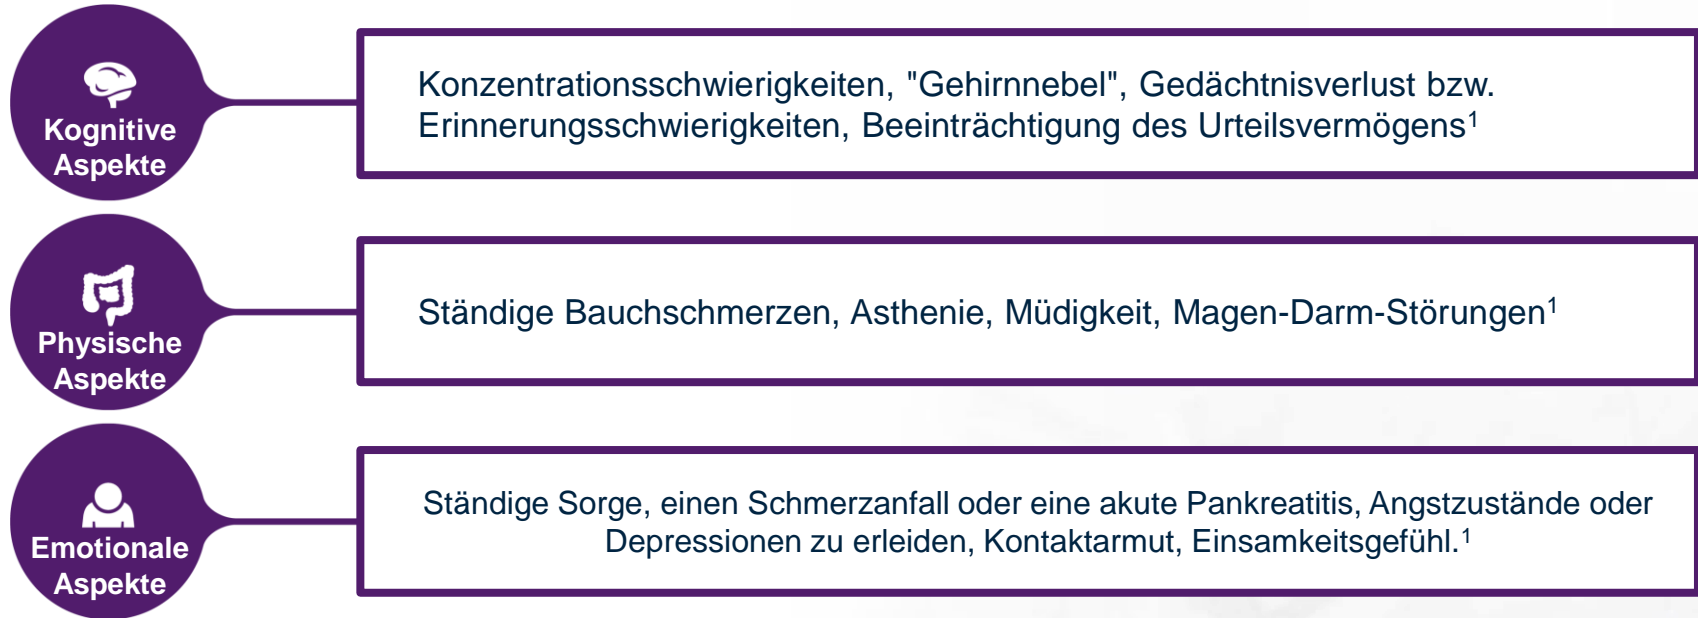 Kognitive
Aspekte
Konzentrationsschwierigkeiten, "Gehirnnebel", Gedächtnisverlust bzw.
Erinnerungsschwierigkeiten, Beeinträchtigung des Urteilsvermögens¹
Physische
Aspekte
Ständige Bauchschmerzen, Asthenie, Müdigkeit, Magen-Darm-Störungen¹
Emotionale
Aspekte
Ständige Sorge, einen Schmerzanfall oder eine akute Pankreatitis, Angstzustände oder
Depressionen zu erleiden, Kontaktarmut, Einsamkeitsgefühl.¹